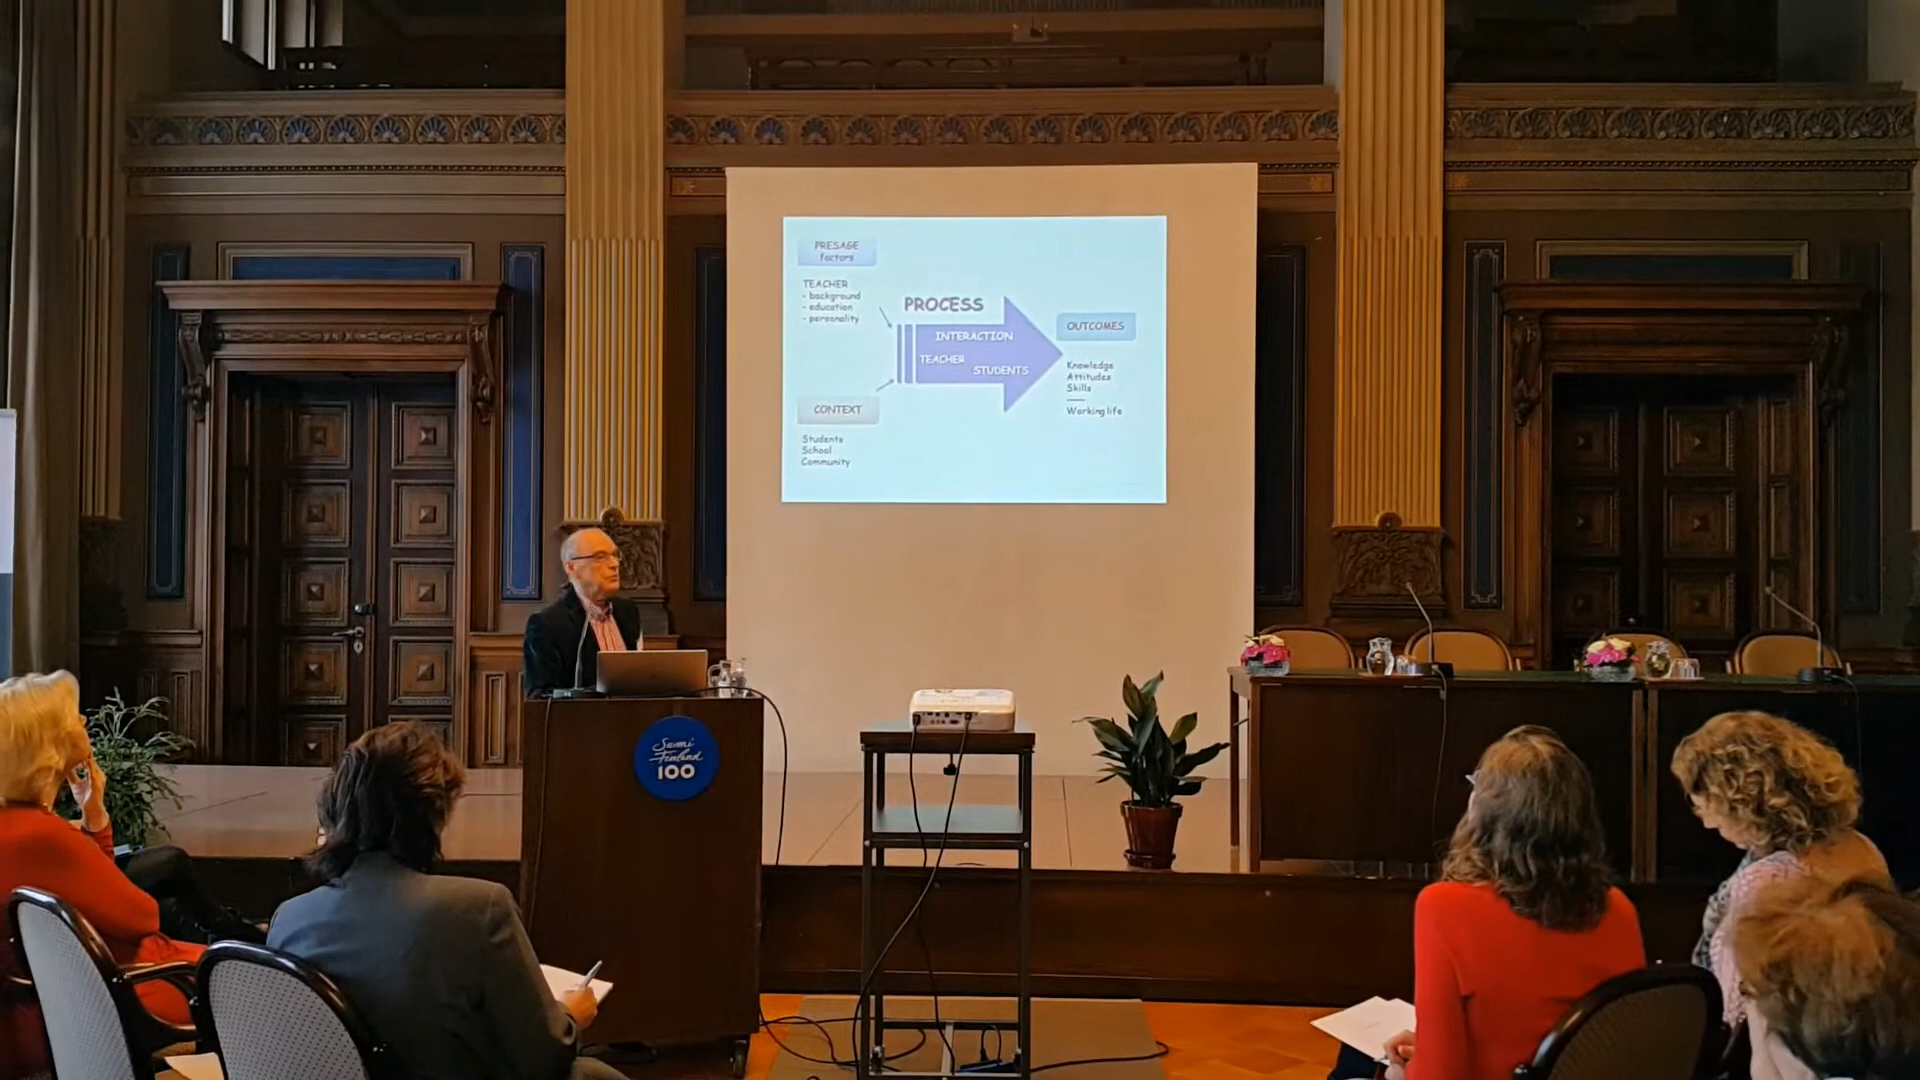 PRESAGE
factors
TEACHER
- background
- education
- personality
PROCESS
INTERACTION
TEACHER
STUDENTS
OUTCOMES
Knowledge
Attitudes
Skills
Working life
CONTEXT
Students
School
Community
Suomi
Finland
100